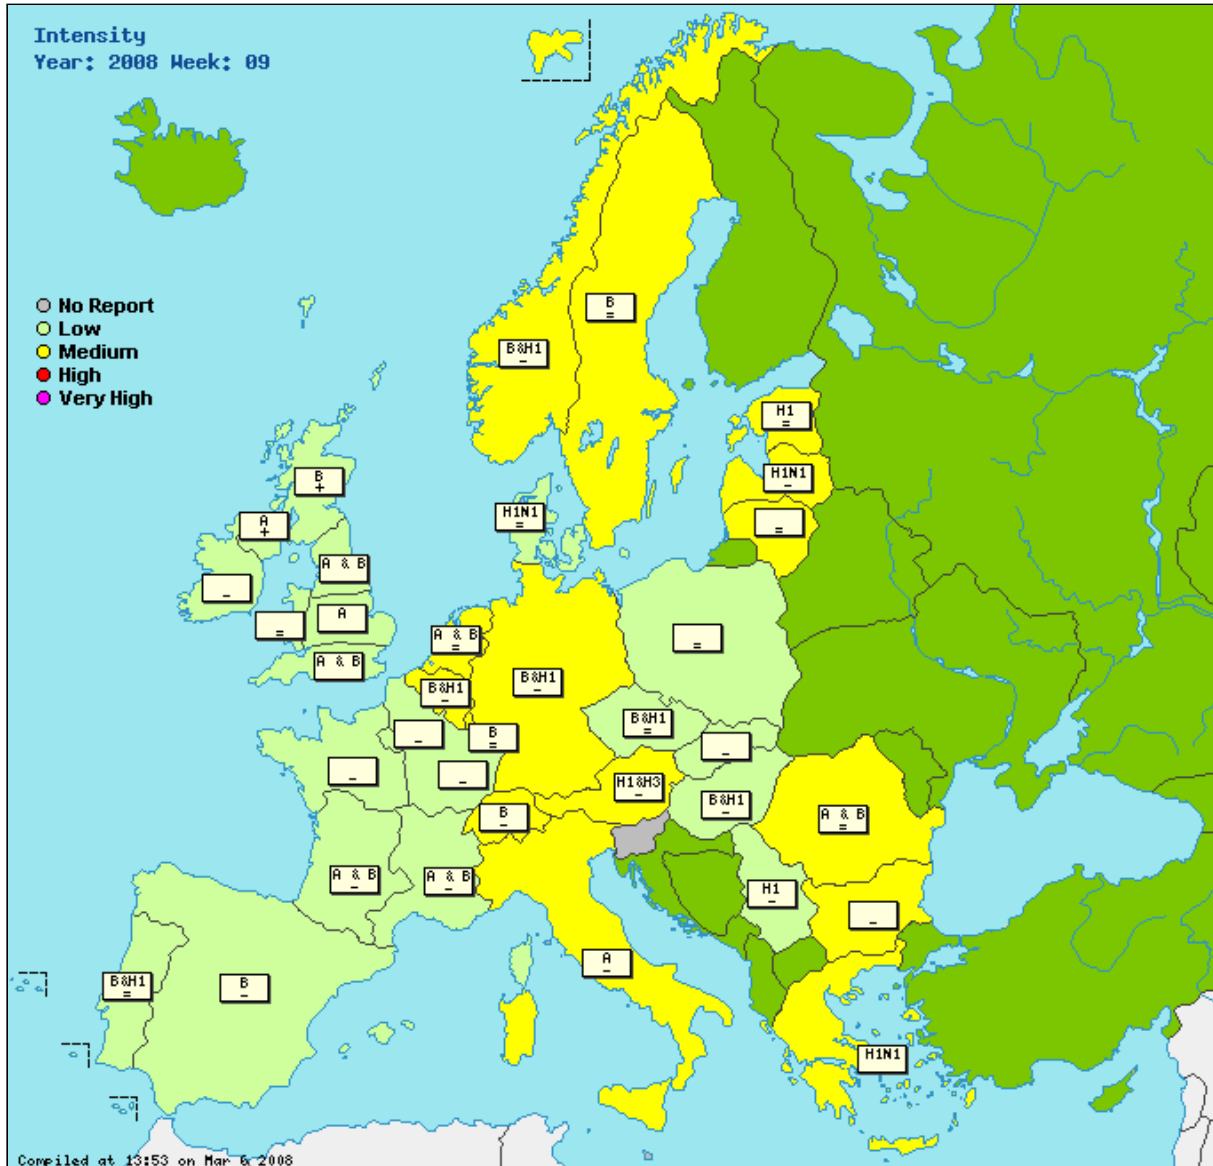 Intensity
Year: 2008 Week: 09
No Report
Low
Medium
High
Very High
B
=
B&H1
-
H1
=
B
+
H1N1
-
H1N1
=
A
+
=
A & B
-
A
=
A & B
=
=
A & B
B&H1
-
B&H1
-
B&H1
=
-
B
=
-
-
-
H1&H3
-
B&H1
-
B
-
A & B
=
A & B
-
A & B
-
H1
-
-
A
-
B&H1
=
B
-
H1N1
Compiled at 13:53 on Mar 6 2008